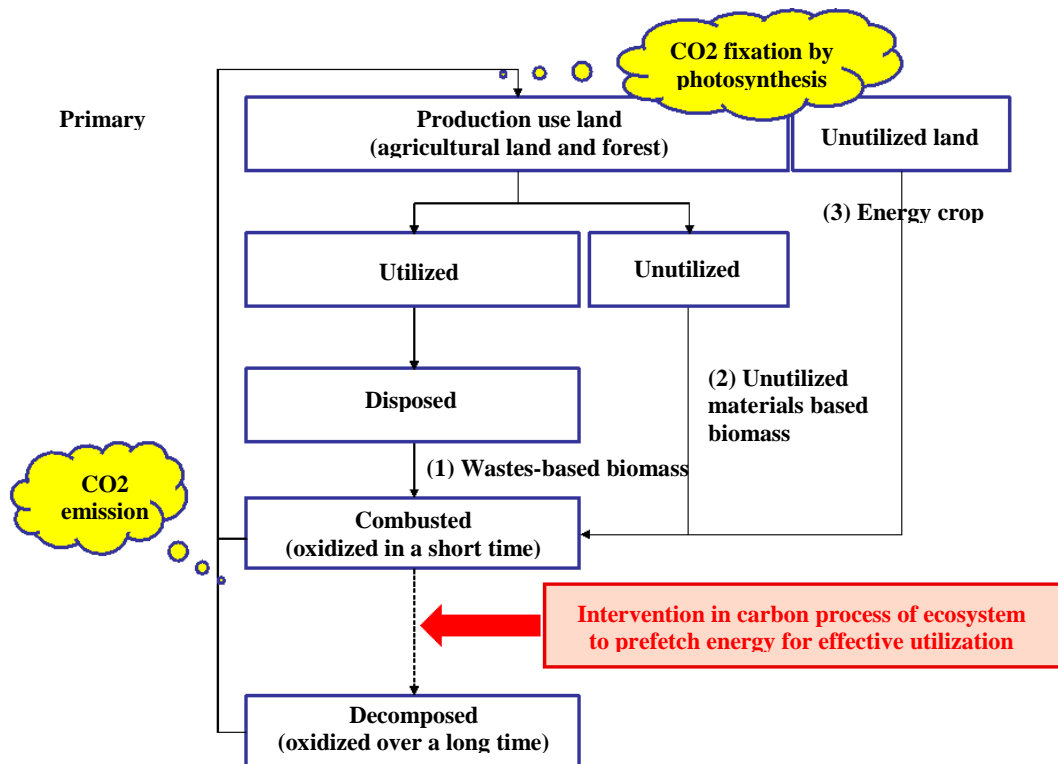 CO2 fixation by
photosynthesis
Primary
Production use land
(agricultural land and forest)
Unutilized land
(3) Energy crop
Utilized
Unutilized
(2) Unutilized
materials based
biomass
Disposed
(1) Wastes-based biomass
CO2
emission
Combusted
(oxidized in a short time)
Intervention in carbon process of ecosystem
to prefetch energy for effective utilization
Decomposed
(oxidized over a long time)